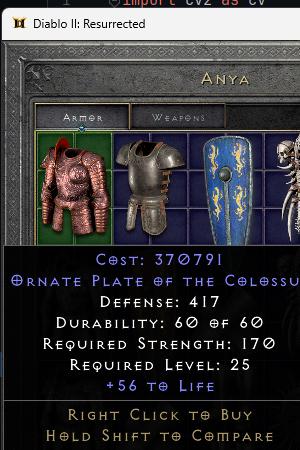 import cv2 as cv
Diablo II: Resurrected
Anya
Armor
Weapons
Cost: 370791
Ornate Plate of the Colossu
Defense: 417
Durability: 60 of 60
Required Strength: 170
Required Level: 25
+56 to Life
Right Click to Buy
Hold Shift to Compare